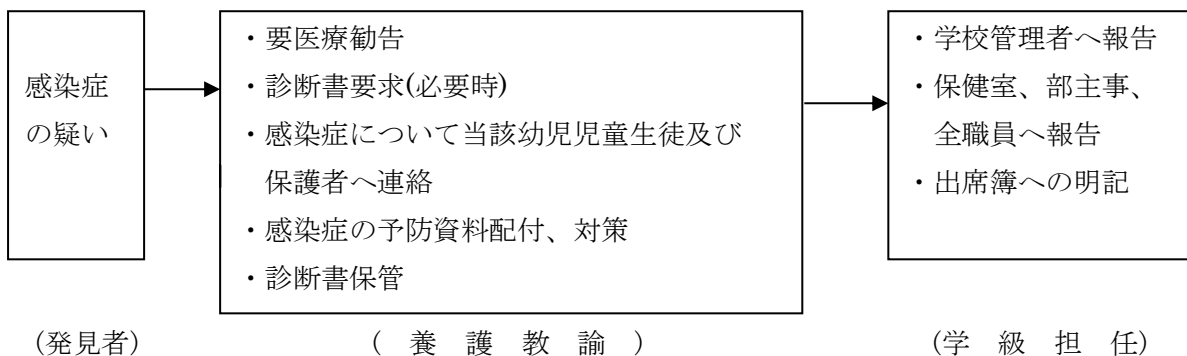 感染症
の疑い
・要医療勧告
・診断書要求(必要時)
・感染症について当該幼児児童生徒及び
保護者へ連絡
・感染症の予防資料配付、対策
・診断書保管
・学校管理者へ報告
・保健室、部主事、
全職員へ報告
・出席簿への明記
(発見者)
( 養 護 教 諭 )
(学 級 担 任)